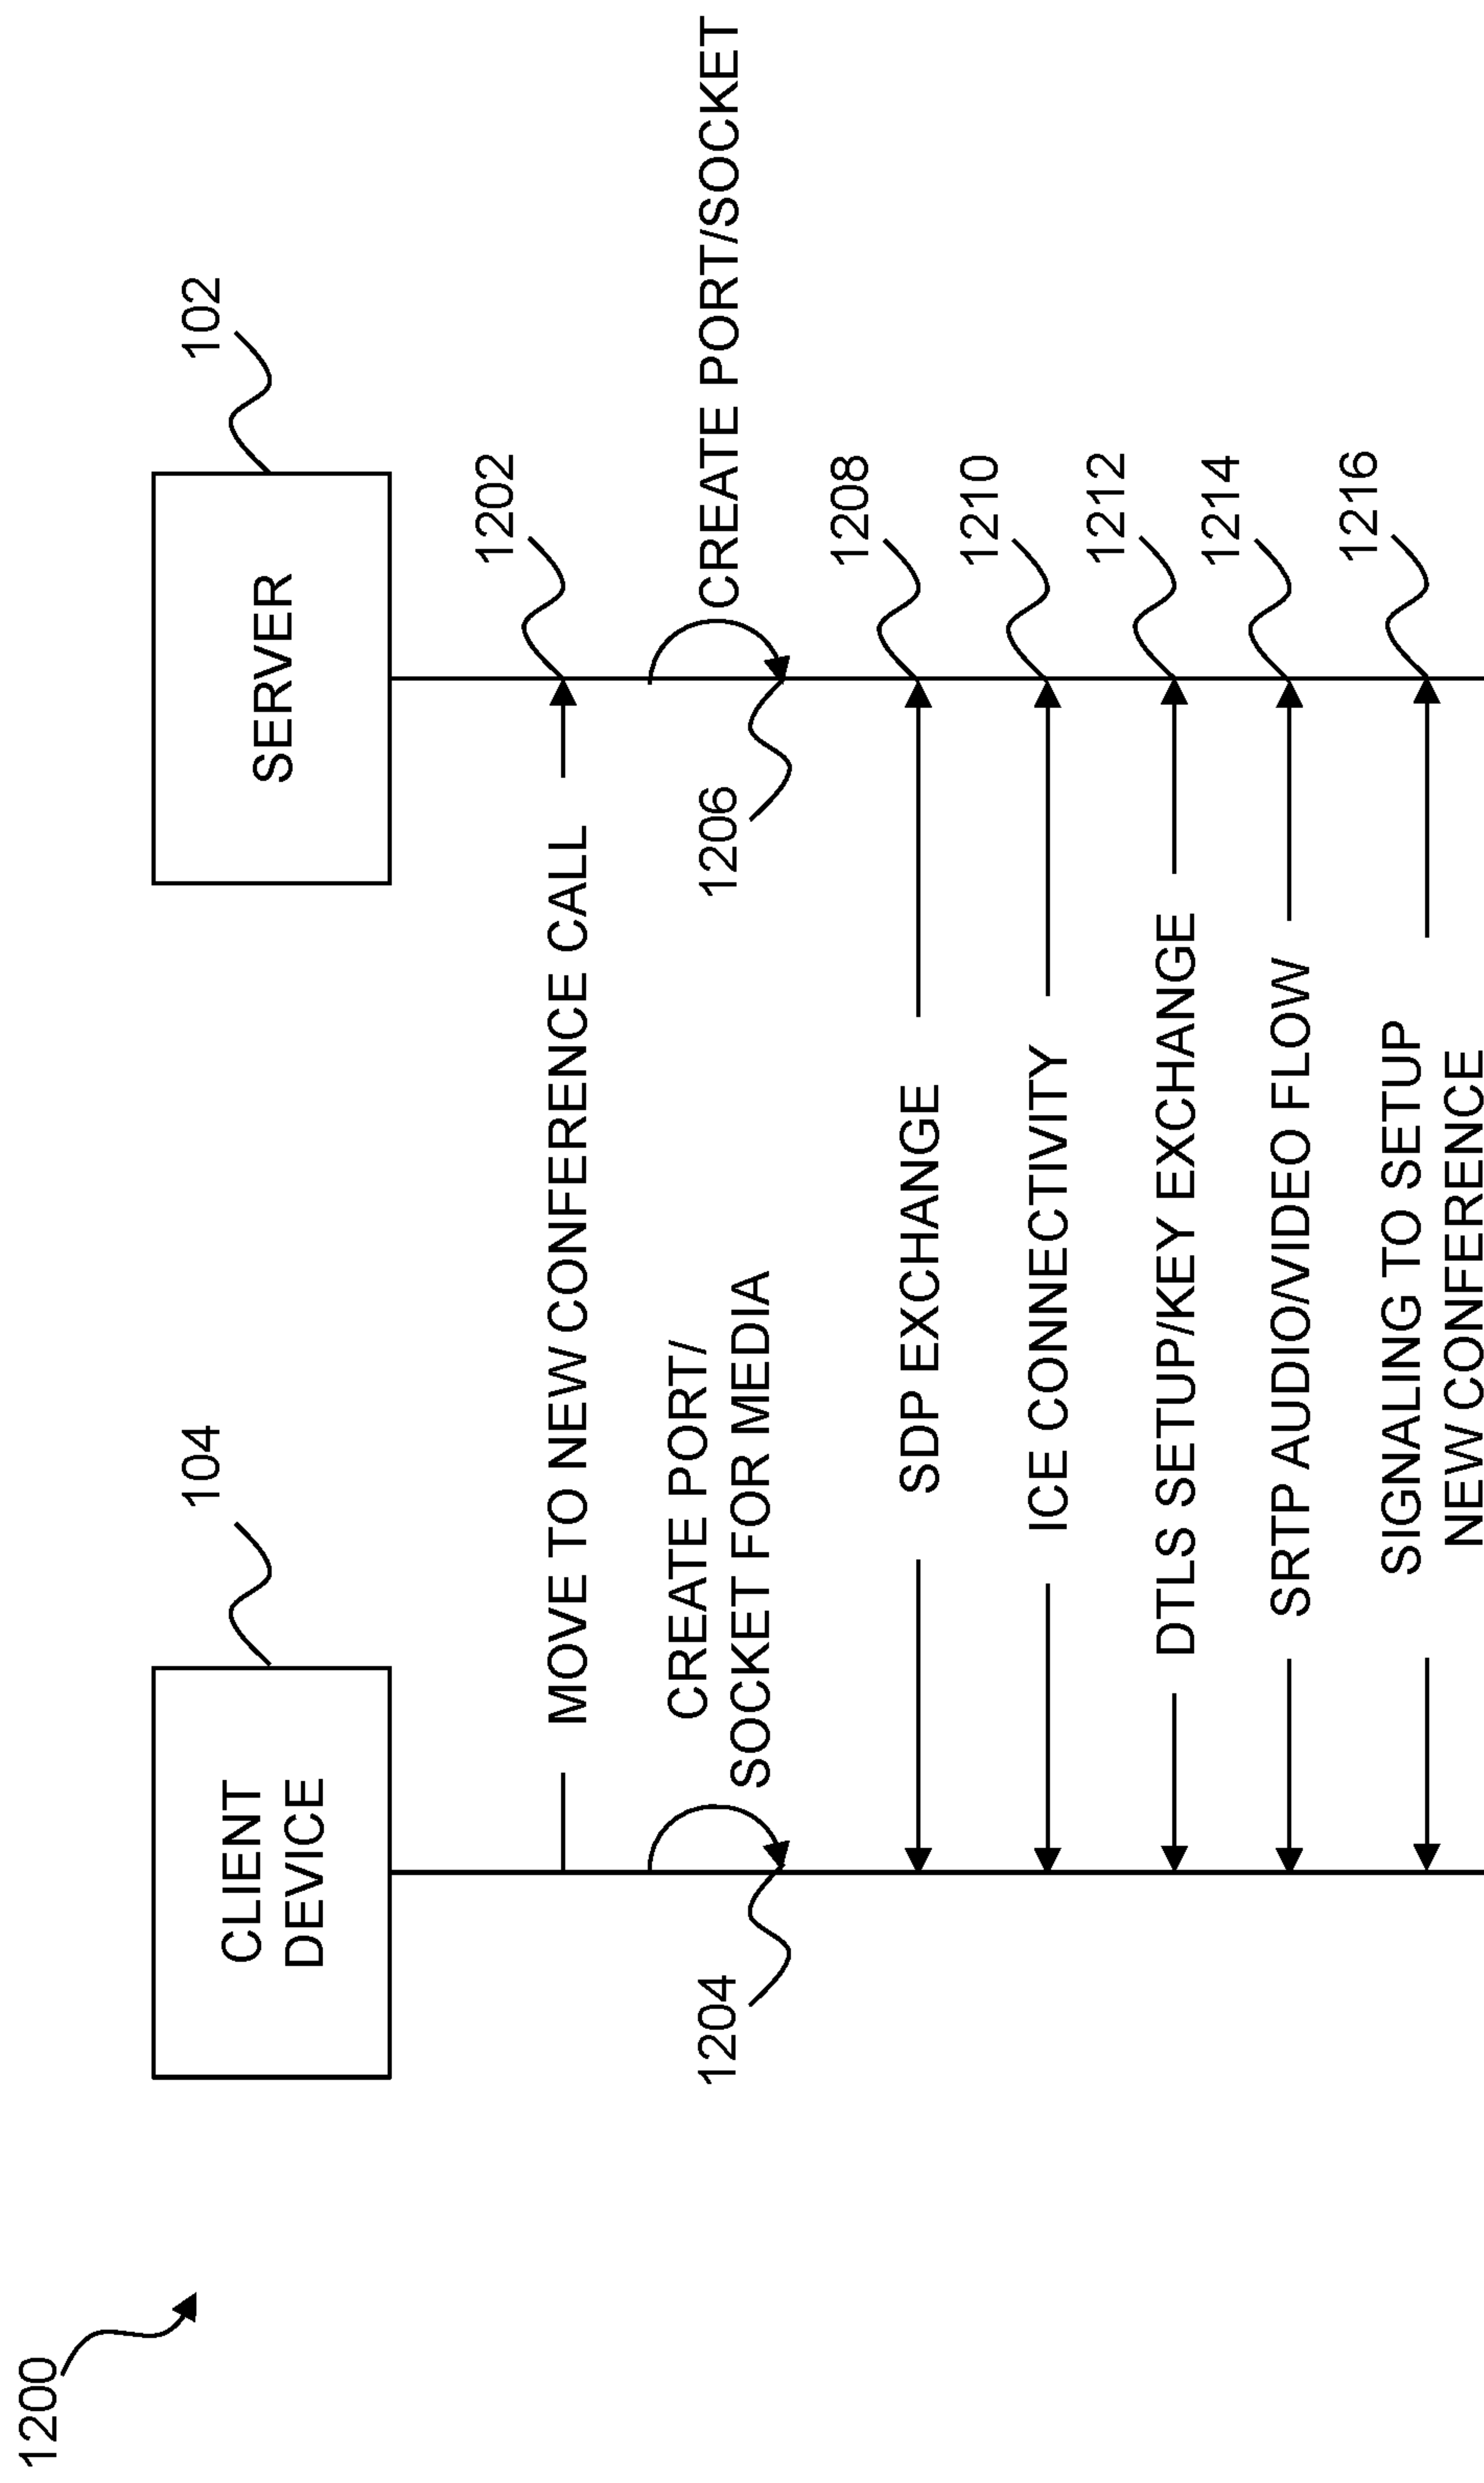 1200
CLIENT
DEVICE
104
SERVER
102
MOVE TO NEW CONFERENCE CALL
1202
CREATE PORT/
SOCKET FOR MEDIA
1204
CREATE PORT/SOCKET
1206
SDP EXCHANGE
1208
ICE CONNECTIVITY
1210
DTLS SETUP/KEY EXCHANGE
1212
SRTP AUDIO/VIDEO FLOW
1214
SIGNALING TO SETUP
NEW CONFERENCE
1216